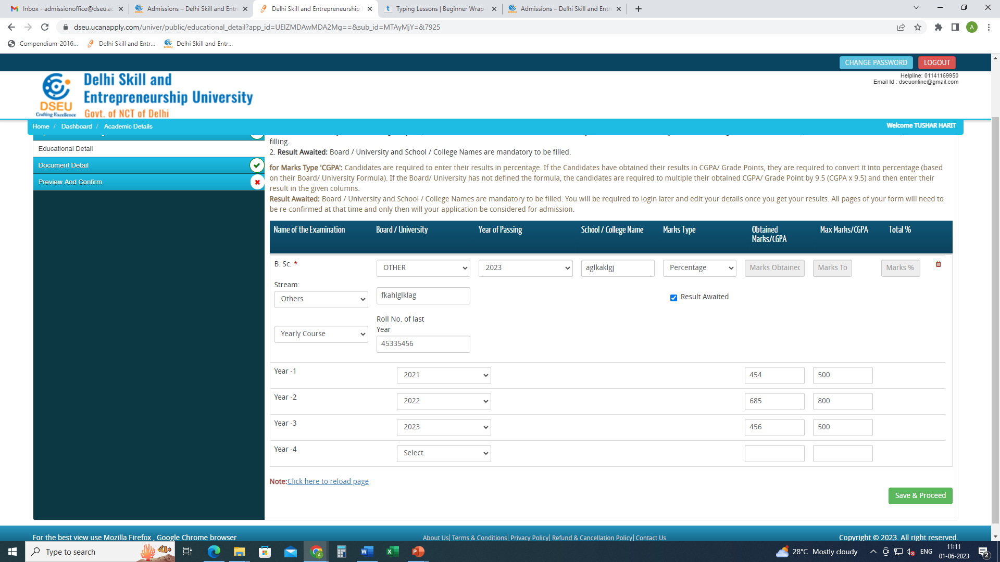 Inbox - admissionoffice@dseu.ac
Admissions – Delhi Skill and Entr
Delhi Skill and Entrepreneurship
Typing Lessons | Beginner Wrap-
Admissions – Delhi Skill and Entr
dseu.ucanapply.com/univer/public/educational_detail?app_id=UElZMDAwMDA2Mg==&sub_id=MTAyMjY=&7925
A
Compendium-2016...
Delhi Skill and Entr...
Delhi Skill and Entr...
CHANGE PASSWORD
LOGOUT
Helpline: 01141169950
Email Id : dseuonline@gmail.com
DSEU
Crafting Excellence
Delhi Skill and
Entrepreneurship University
Govt. of NCT of Delhi
Home / Dashboard / Academic Details
Welcome TUSHAR HARIT
Educational Detail
Document Detail
Preview And Confirm
filling.
2. Result Awaited: Board / University and School / College Names are mandatory to be filled.
for Marks Type 'CGPA': Candidates are required to enter their results in percentage. If the Candidates have obtained their results in CGPA/ Grade Points, they are required to convert it into percentage (based
on their Board/ University Formula). If the Board/ University has not defined the formula, the candidates are required to multiple their obtained CGPA/ Grade Point by 9.5 (CGPA x 9.5) and then enter their
result in the given columns.
Result Awaited: Board / University and School / College Names are mandatory to be filled. You will be required to login later and edit your details once you get your results. All pages of your form will need to
be re-confirmed at that time and only then will your application be considered for admission.
Name of the Examination Board / University Year of Passing School / College Name Marks Type Obtained Marks/CGPA Max Marks/CGPA Total %
B. Sc. * OTHER 2023 aglkaklgj Percentage Marks Obtained Marks To Marks %
Stream:
Others fkahlglklag Result Awaited
Roll No. of last
Year
Yearly Course
45335456
Year -1 2021 454 500
Year -2 2022 685 800
Year -3 2023 456 500
Year -4 Select
Note:Click here to reload page
Save & Proceed
For the best view use Mozilla Firefox , Google Chrome browser
About Us| Terms & Conditions| Privacy Policy| Refund & Cancellation Policy| Contact Us
Copyright © 2023. All right reserved.
Type to search
28°C Mostly cloudy
ENG
11:11
01-06-2023
2